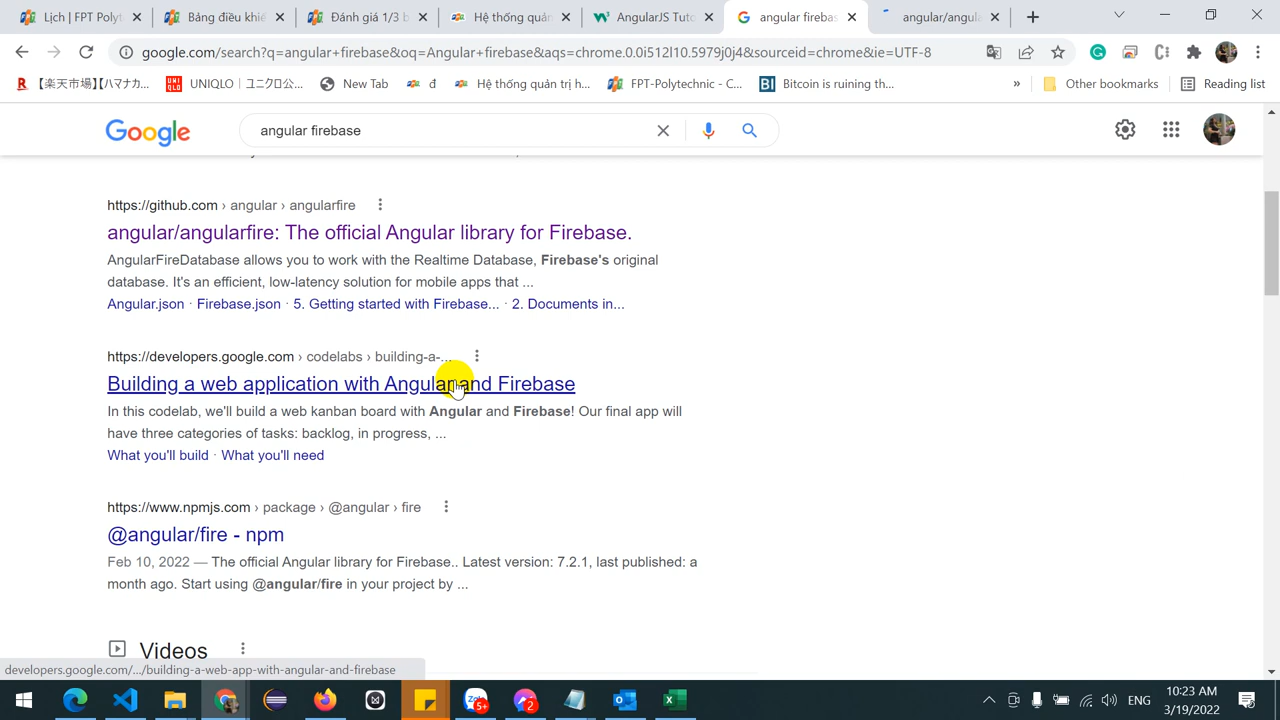 Lịch | FPT Polyt
Bảng điều khiể
Đánh giá 1/3 b
Hệ thống quản
AngularJS Tuto
angular firebas
angular/angula
google.com/search?q=angular+firebase&oq=Angular+firebase&aqs=chrome.0.0i512l10.5979j0j4&sourceid=chrome&ie=UTF-8
【楽天市場】【ハマナカ...
UNIQLO｜ユニクロ公...
New Tab
đ
Hệ thống quản trị h...
FPT-Polytechnic - C...
Bitcoin is ruining th...
»
Other bookmarks
Reading list
Google
angular firebase
https://github.com › angular › angularfire
angular/angularfire: The official Angular library for Firebase.
AngularFireDatabase allows you to work with the Realtime Database, Firebase's original
database. It's an efficient, low-latency solution for mobile apps that ...
Angular.json · Firebase.json · 5. Getting started with Firebase... · 2. Documents in...
https://developers.google.com › codelabs › building-a-...
Building a web application with Angular and Firebase
In this codelab, we'll build a web kanban board with Angular and Firebase! Our final app will
have three categories of tasks: backlog, in progress, ...
What you'll build · What you'll need
https://www.npmjs.com › package › @angular › fire
@angular/fire - npm
Feb 10, 2022 — The official Angular library for Firebase.. Latest version: 7.2.1, last published: a
month ago. Start using @angular/fire in your project by ...
Videos
developers.google.com/.../building-a-web-app-with-angular-and-firebase
5+
2
ENG
10:23 AM
3/19/2022